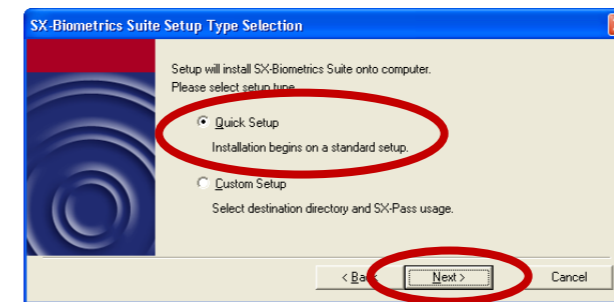 SX-Biometrics Suite Setup Type Selection
Setup will install SX-Biometrics Suite onto computer.
Please select setup type.
Quick Setup
Installation begins on a standard setup.
Custom Setup
Select destination directory and SX-Pass usage.
Next > Cancel